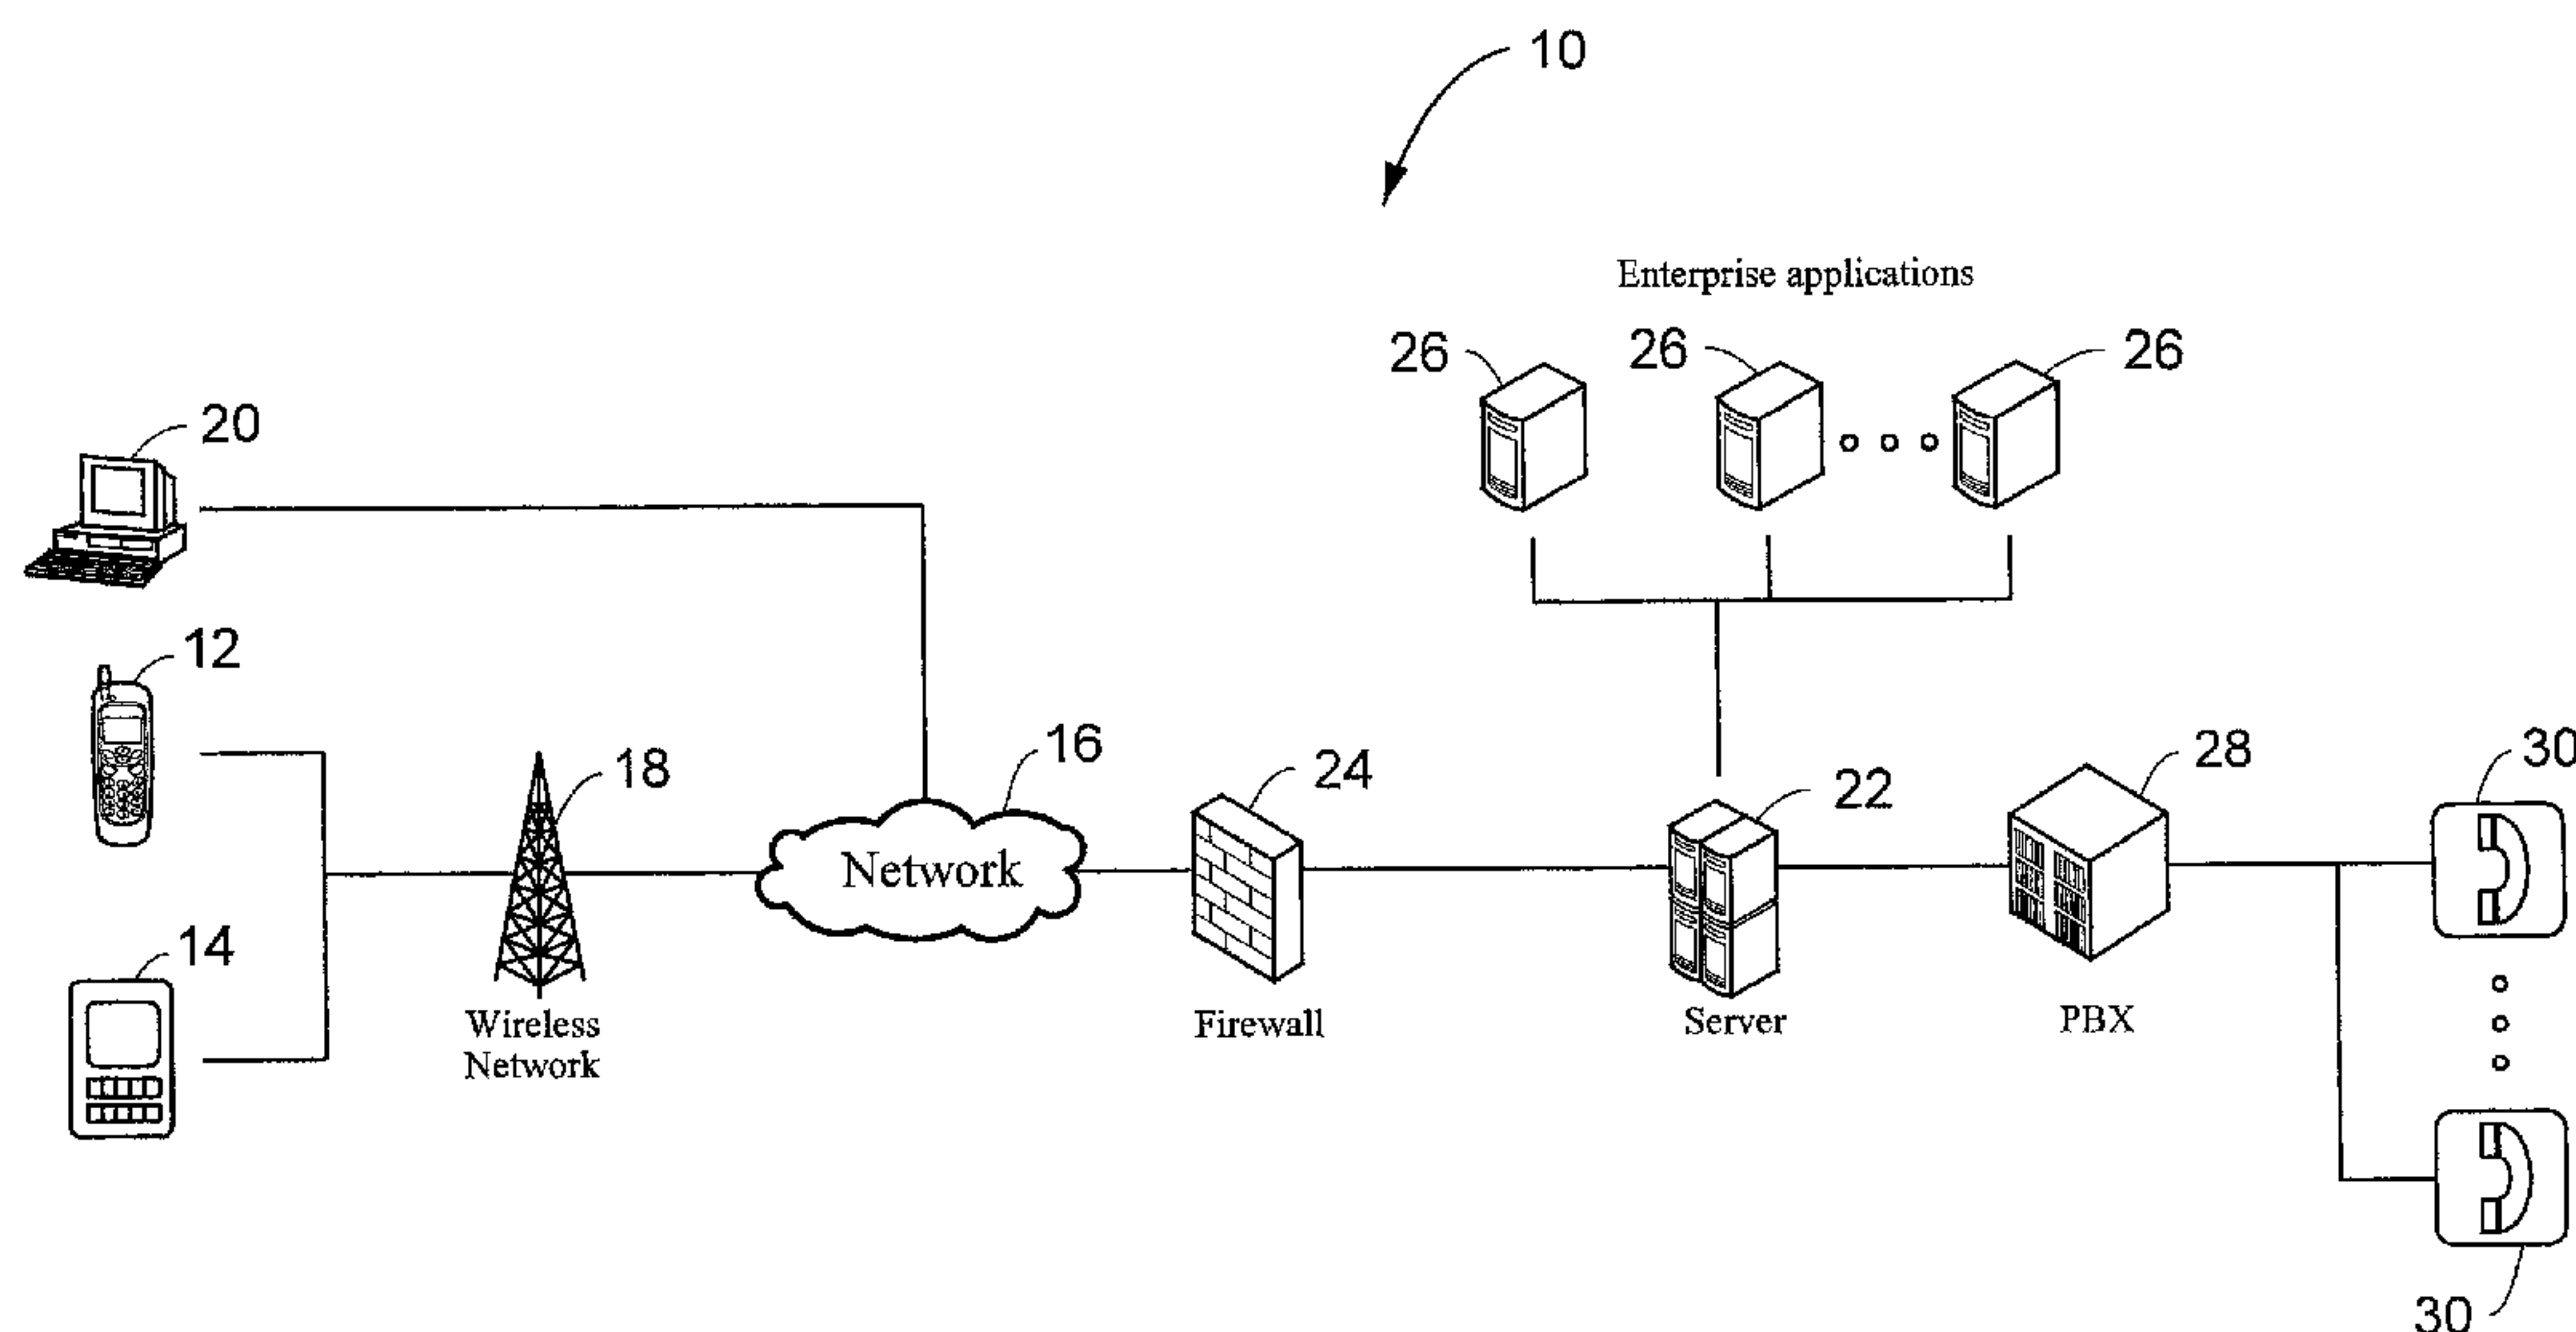 10
Enterprise applications
26
26
26
20
12
18
16
24
22
28
30
Network
14
Wireless
Network
Firewall
Server
PBX
30